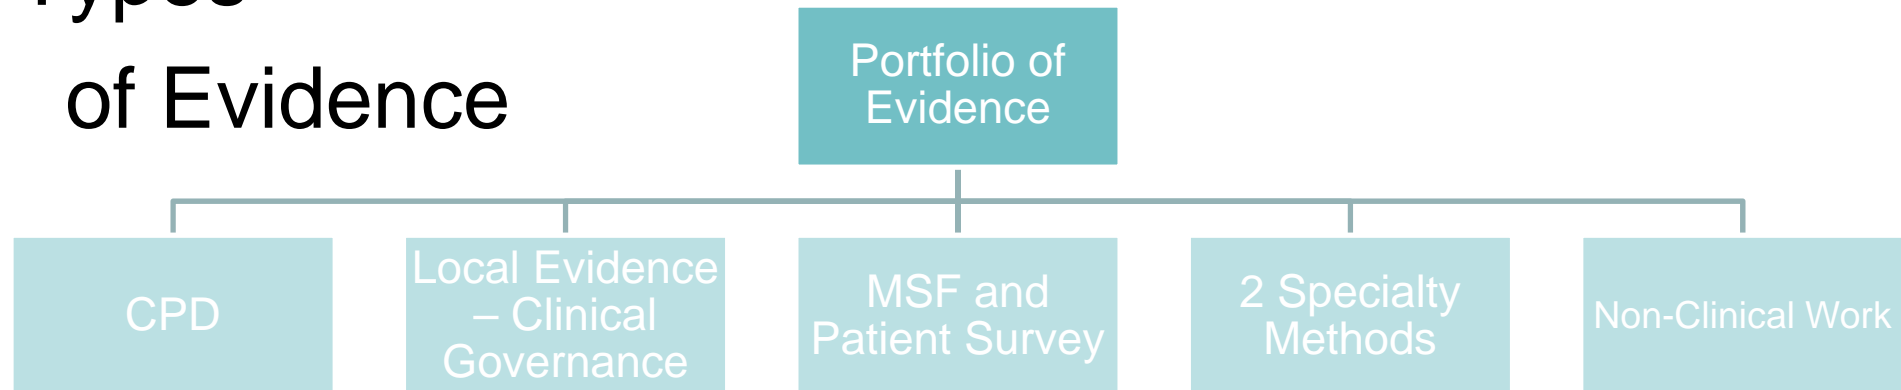 Types
of Evidence
Portfolio of
Evidence
CPD
Local Evidence
– Clinical
Governance
MSF and
Patient Survey
2 Specialty
Methods
Non-Clinical Work